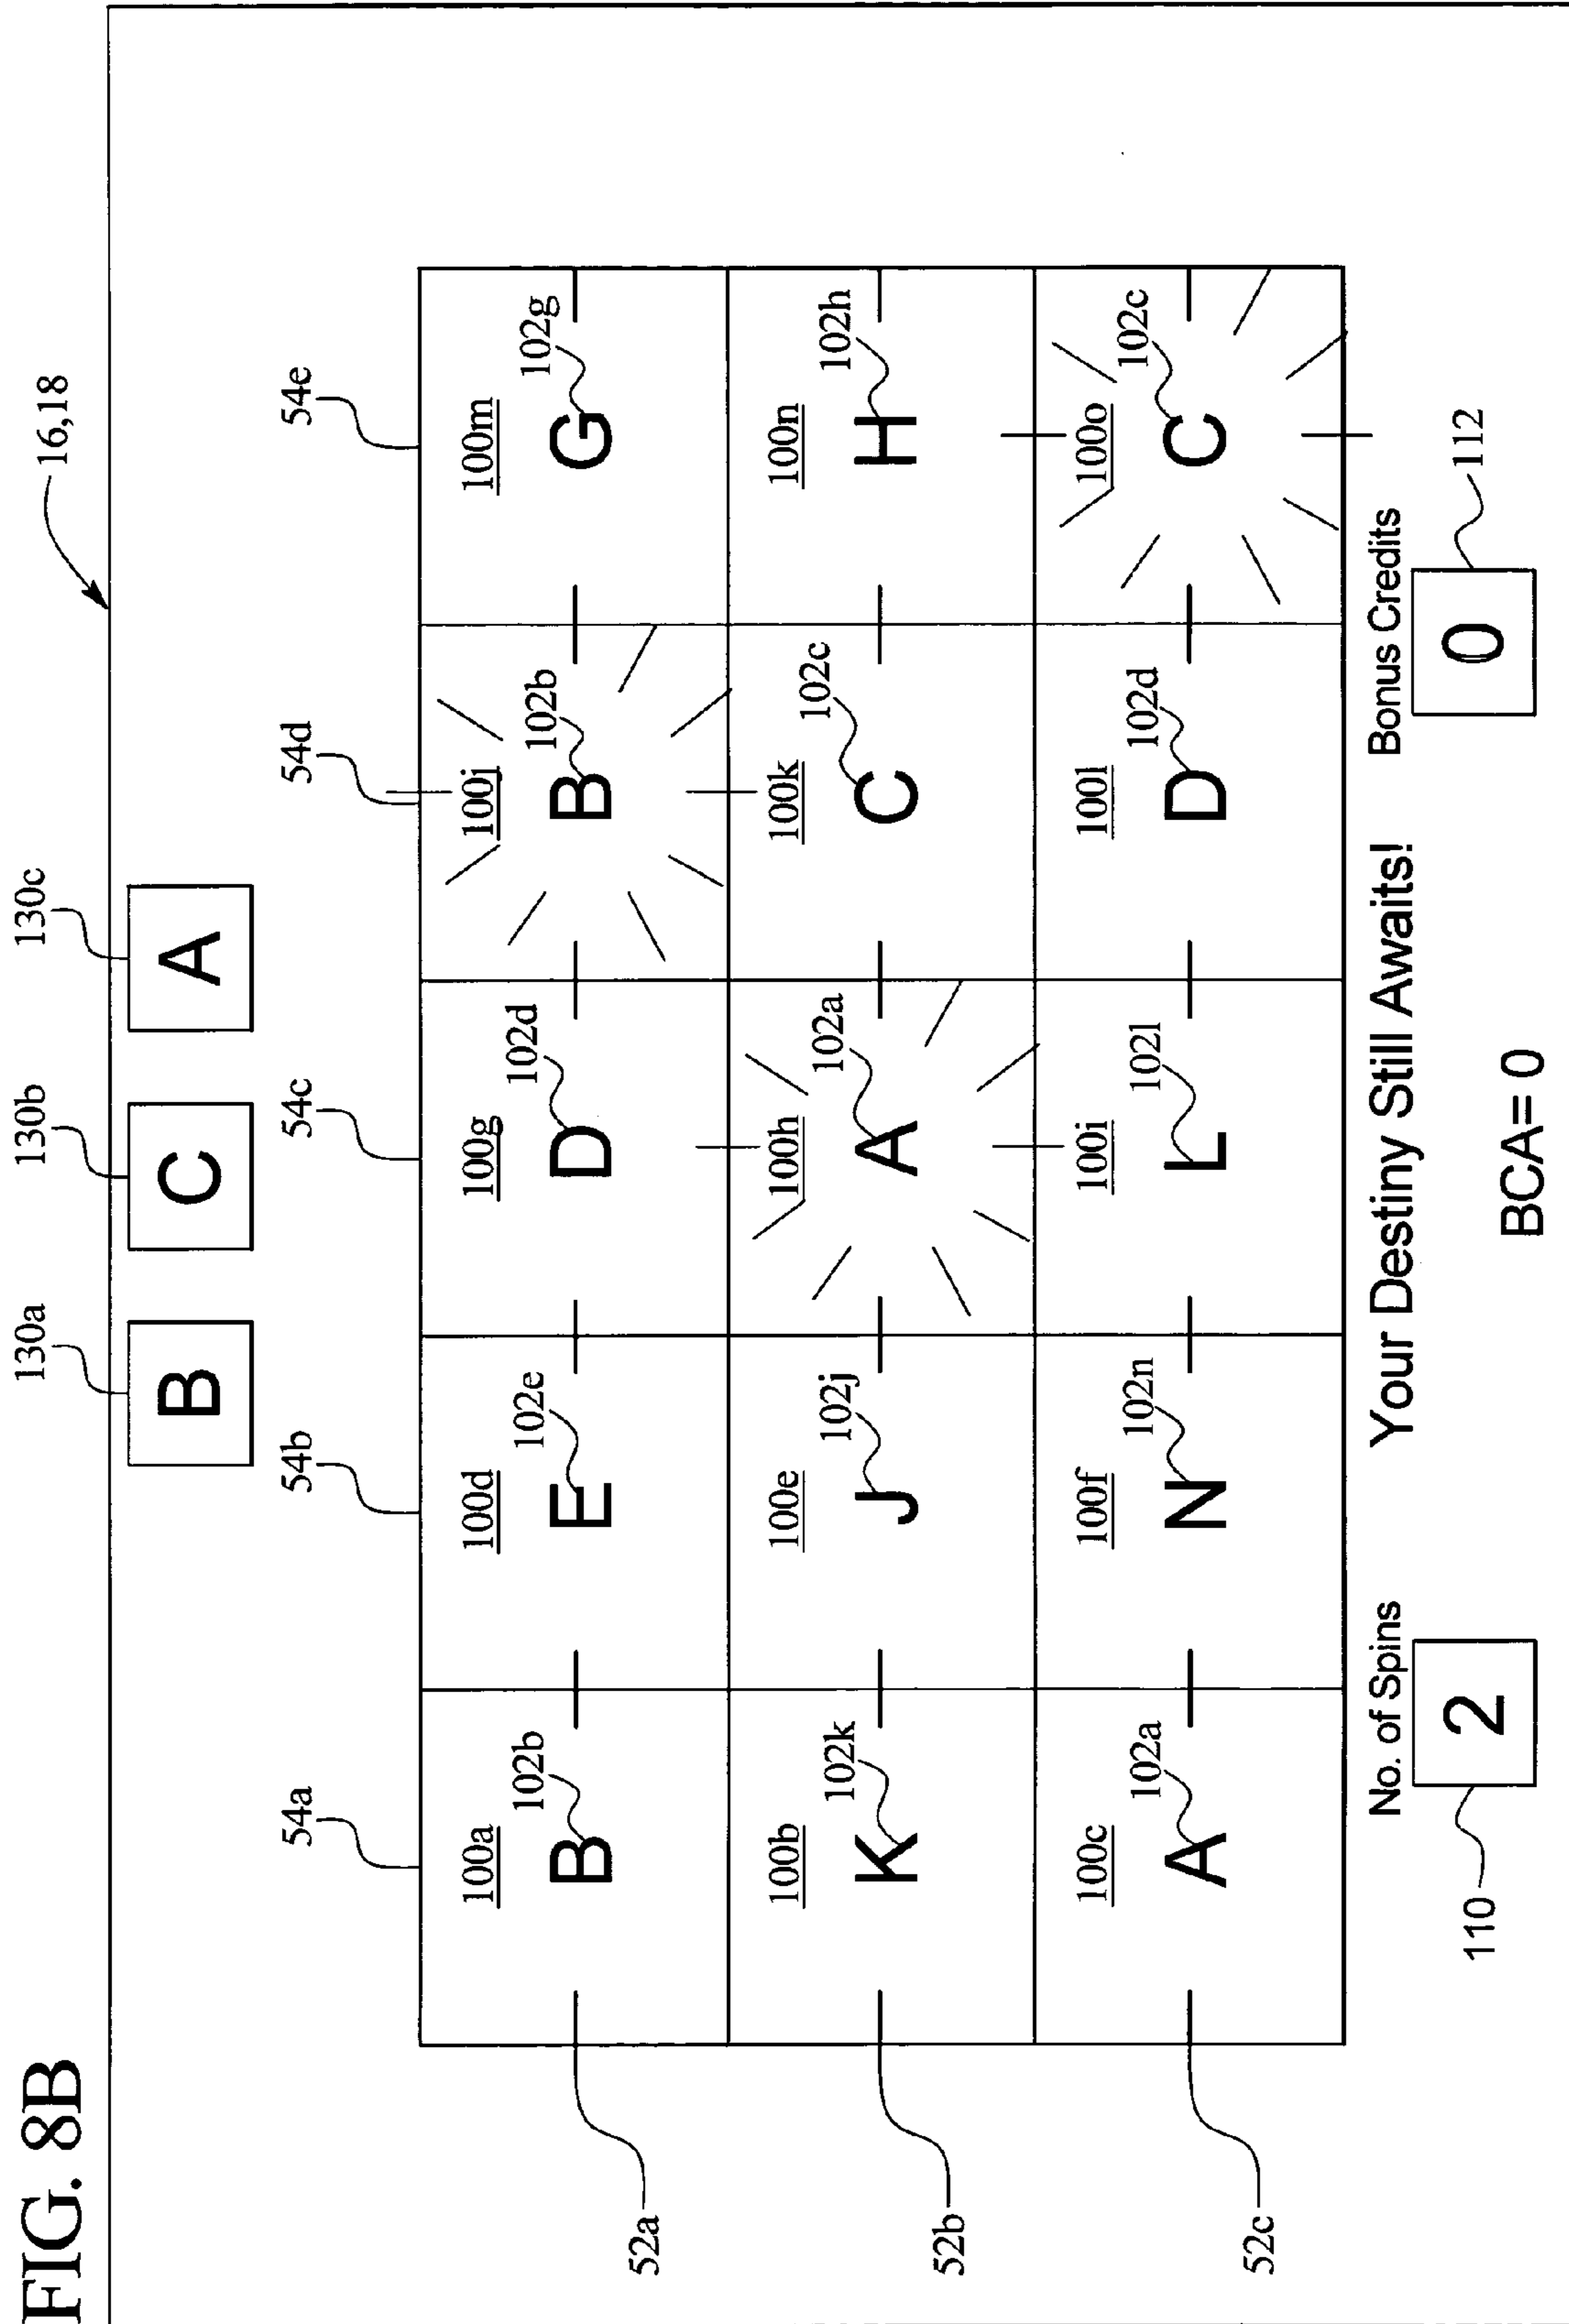 FIG. 8B
16,18
130a 130b 130c
B C A
54a 54b 54c 54d 54e
100a 100d 100g 100j 100m
B 102b E 102e D 102d B 102b G 102g
52a
100b 100e 100h 100k 100n
K 102k J 102j A 102a C 102c H 102h
52b
100c 100f 100i 100l 100o
A 102a N 102n L 102l D 102d C 102c
52c
No. of Spins Your Destiny Still Awaits! Bonus Credits
110 2 0 112
BCA= 0